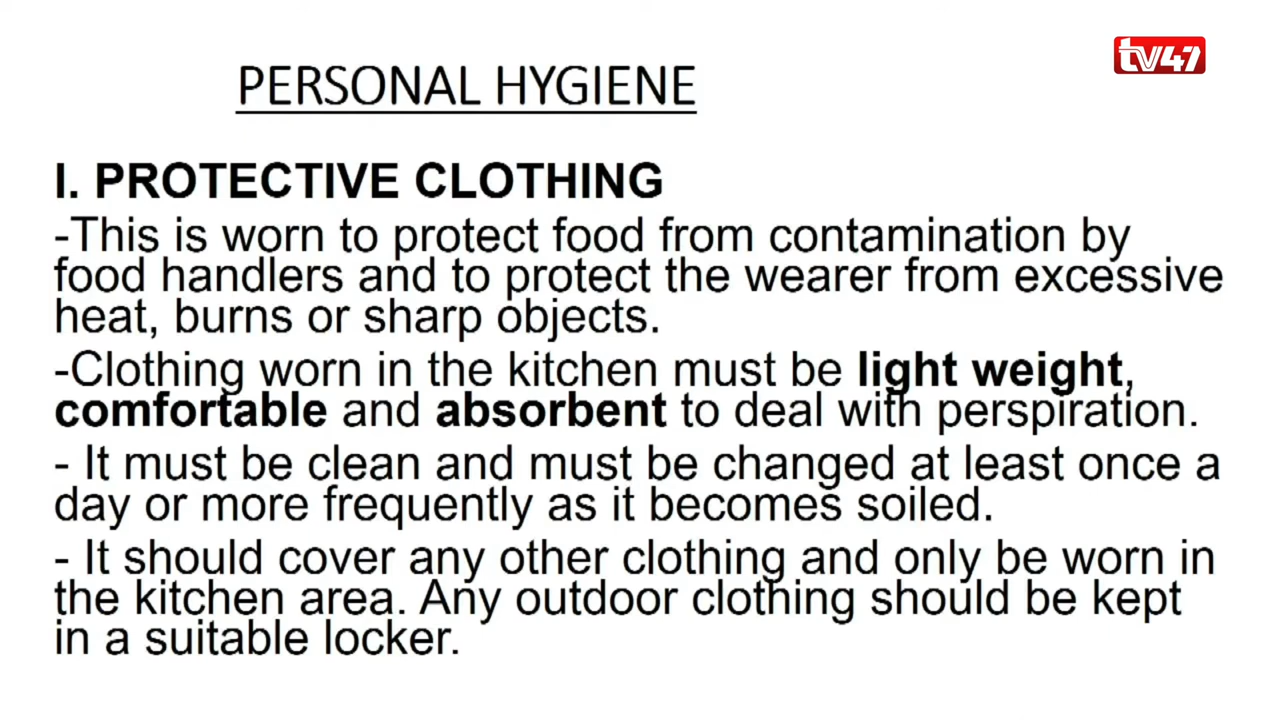 tv47
PERSONAL HYGIENE
I. PROTECTIVE CLOTHING
-This is worn to protect food from contamination by
food handlers and to protect the wearer from excessive
heat, burns or sharp objects.
-Clothing worn in the kitchen must be light weight,
comfortable and absorbent to deal with perspiration.
- It must be clean and must be changed at least once a
day or more frequently as it becomes soiled.
- It should cover any other clothing and only be worn in
the kitchen area. Any outdoor clothing should be kept
in a suitable locker.